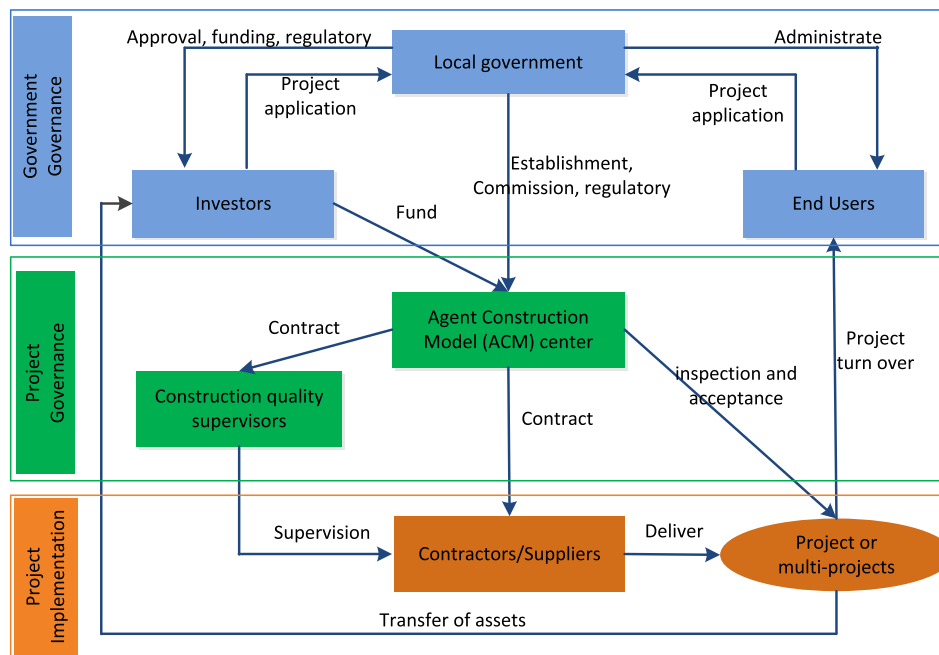 Government
Governance
Approval, funding, regulatory
Local government
Administrate
Project
application
Project
application
Establishment,
Commission, regulatory
Investors
End Users
Fund
Project
Governance
Agent Construction
Model (ACM) center
Contract
Project
turn over
inspection and
acceptance
Construction quality
supervisors
Contract
Project
Implementation
Supervision
Contractors/Suppliers
Deliver
Project or
multi-projects
Transfer of assets